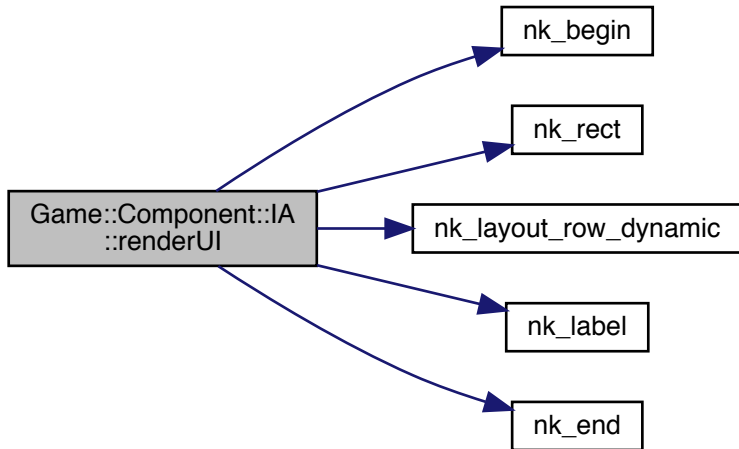 nk_begin
nk_rect
Game::Component::IA
::renderUI
nk_layout_row_dynamic
nk_label
nk_end